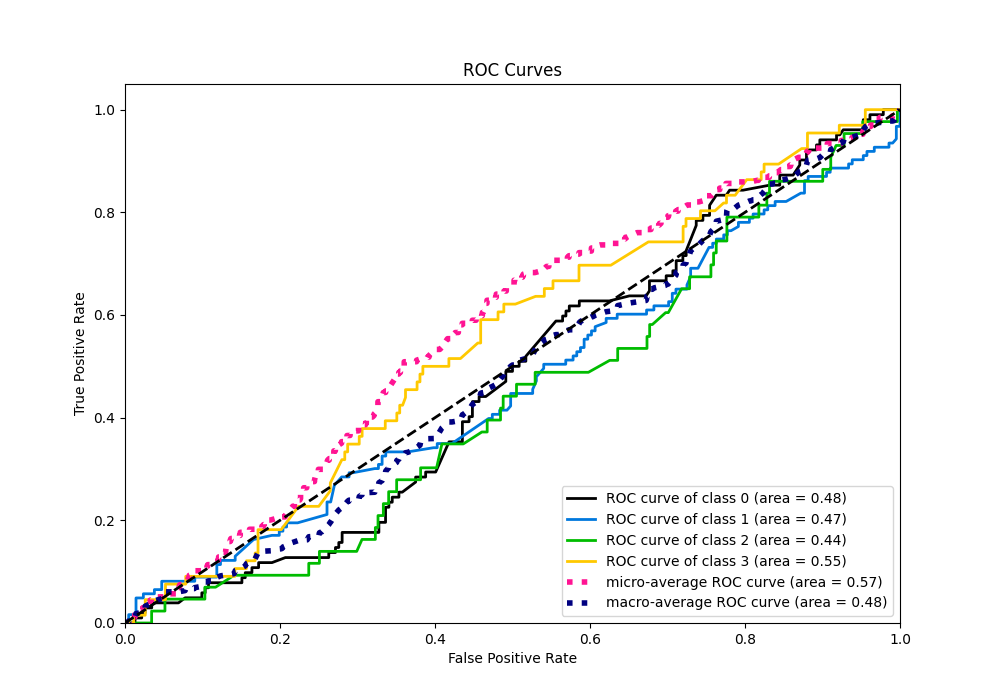 ROC Curves
True Positive Rate
1.0
0.8
0.6
0.4
0.2
0.0
ROC curve of class 0 (area = 0.48)
ROC curve of class 1 (area = 0.47)
ROC curve of class 2 (area = 0.44)
ROC curve of class 3 (area = 0.55)
micro-average ROC curve (area = 0.57)
macro-average ROC curve (area = 0.48)
0.0 0.2 0.4 0.6 0.8 1.0
False Positive Rate